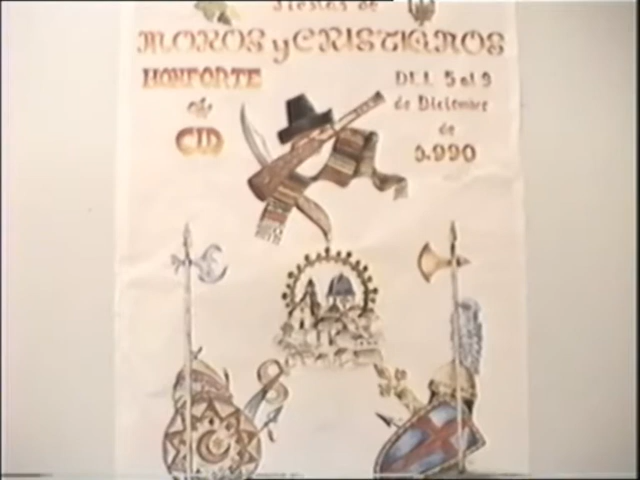 Fiestas de
MOROS y CRISTIANOS
MONFORTE
del
CID
DEL 5 al 9
de Diciembre
de
1.990